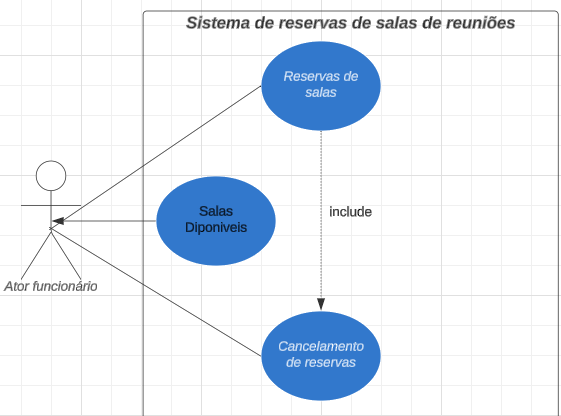 Sistema de reservas de salas de reuniões
Reservas de
salas
Salas
Diponiveis
include
Ator funcionário
Cancelamento
de reservas